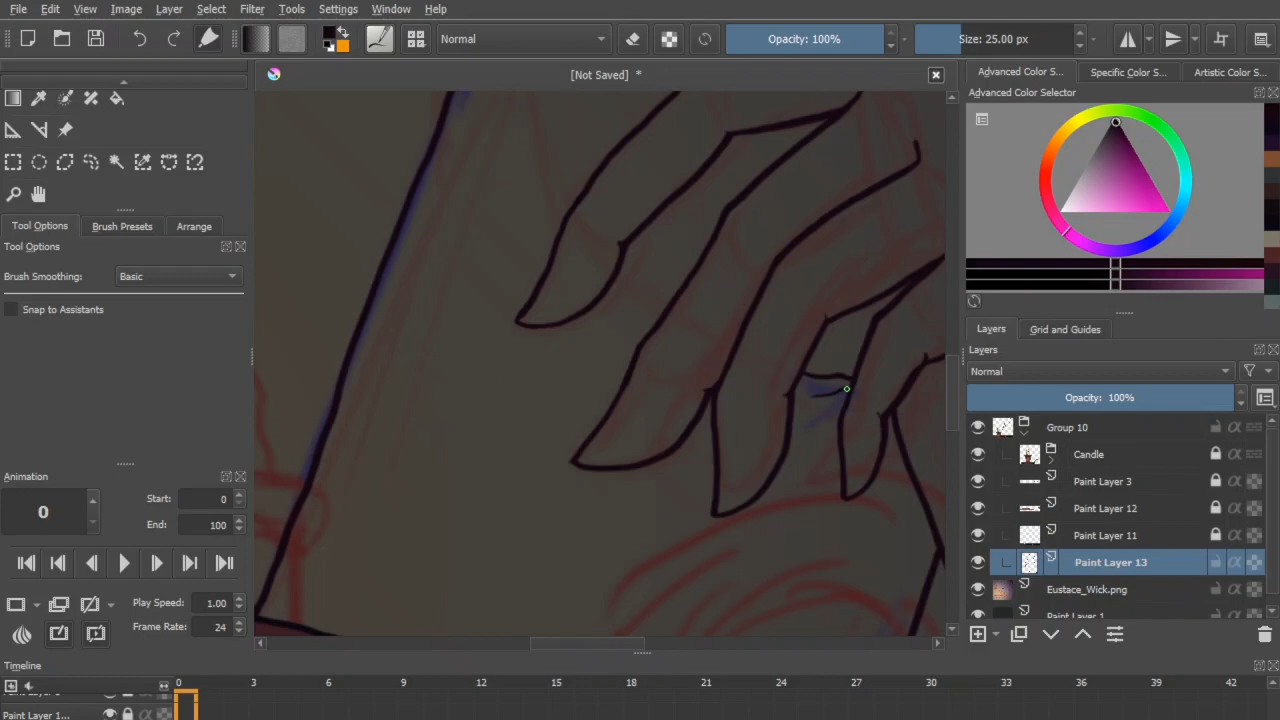 File Edit View Image Layer Select Filter Tools Settings Window Help
Normal Opacity: 100% Size: 25.00 px
[Not Saved] *
Advanced Color S... Specific Color S... Artistic Color S...
Advanced Color Selector
Tool Options Brush Presets Arrange
Tool Options
Brush Smoothing: Basic
Snap to Assistants
Layers Grid and Guides
Layers
Normal
Opacity: 100%
Group 10
Candle
Paint Layer 3
Paint Layer 12
Paint Layer 11
Paint Layer 13
Eustace_Wick.png
Paint Layer 1
Animation
0 Start: 0
End: 100
Play Speed: 1.00
Frame Rate: 24
Timeline
0 3 6 9 12 15 18 21 24 27 30 33 36 39 42
Paint Layer 1...